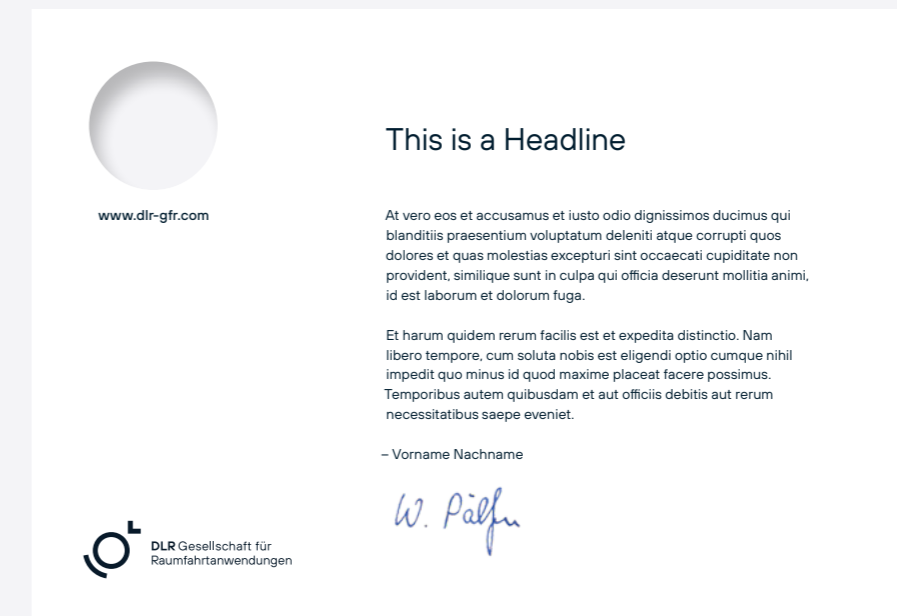 www.dlr-gfr.com
This is a Headline
At vero eos et accusamus et iusto odio dignissimos ducimus qui
blanditiis praesentium voluptatum deleniti atque corrupti quos
dolores et quas molestias excepturi sint occaecati cupiditate non
provident, similique sunt in culpa qui officia deserunt mollitia animi,
id est laborum et dolorum fuga.
Et harum quidem rerum facilis est et expedita distinctio. Nam
libero tempore, cum soluta nobis est eligendi optio cumque nihil
impedit quo minus id quod maxime placeat facere possimus.
Temporibus autem quibusdam et aut officiis debitis aut rerum
necessitatibus saepe eveniet.
– Vorname Nachname
W.
DLR Gesellschaft für
Raumfahrtanwendungen